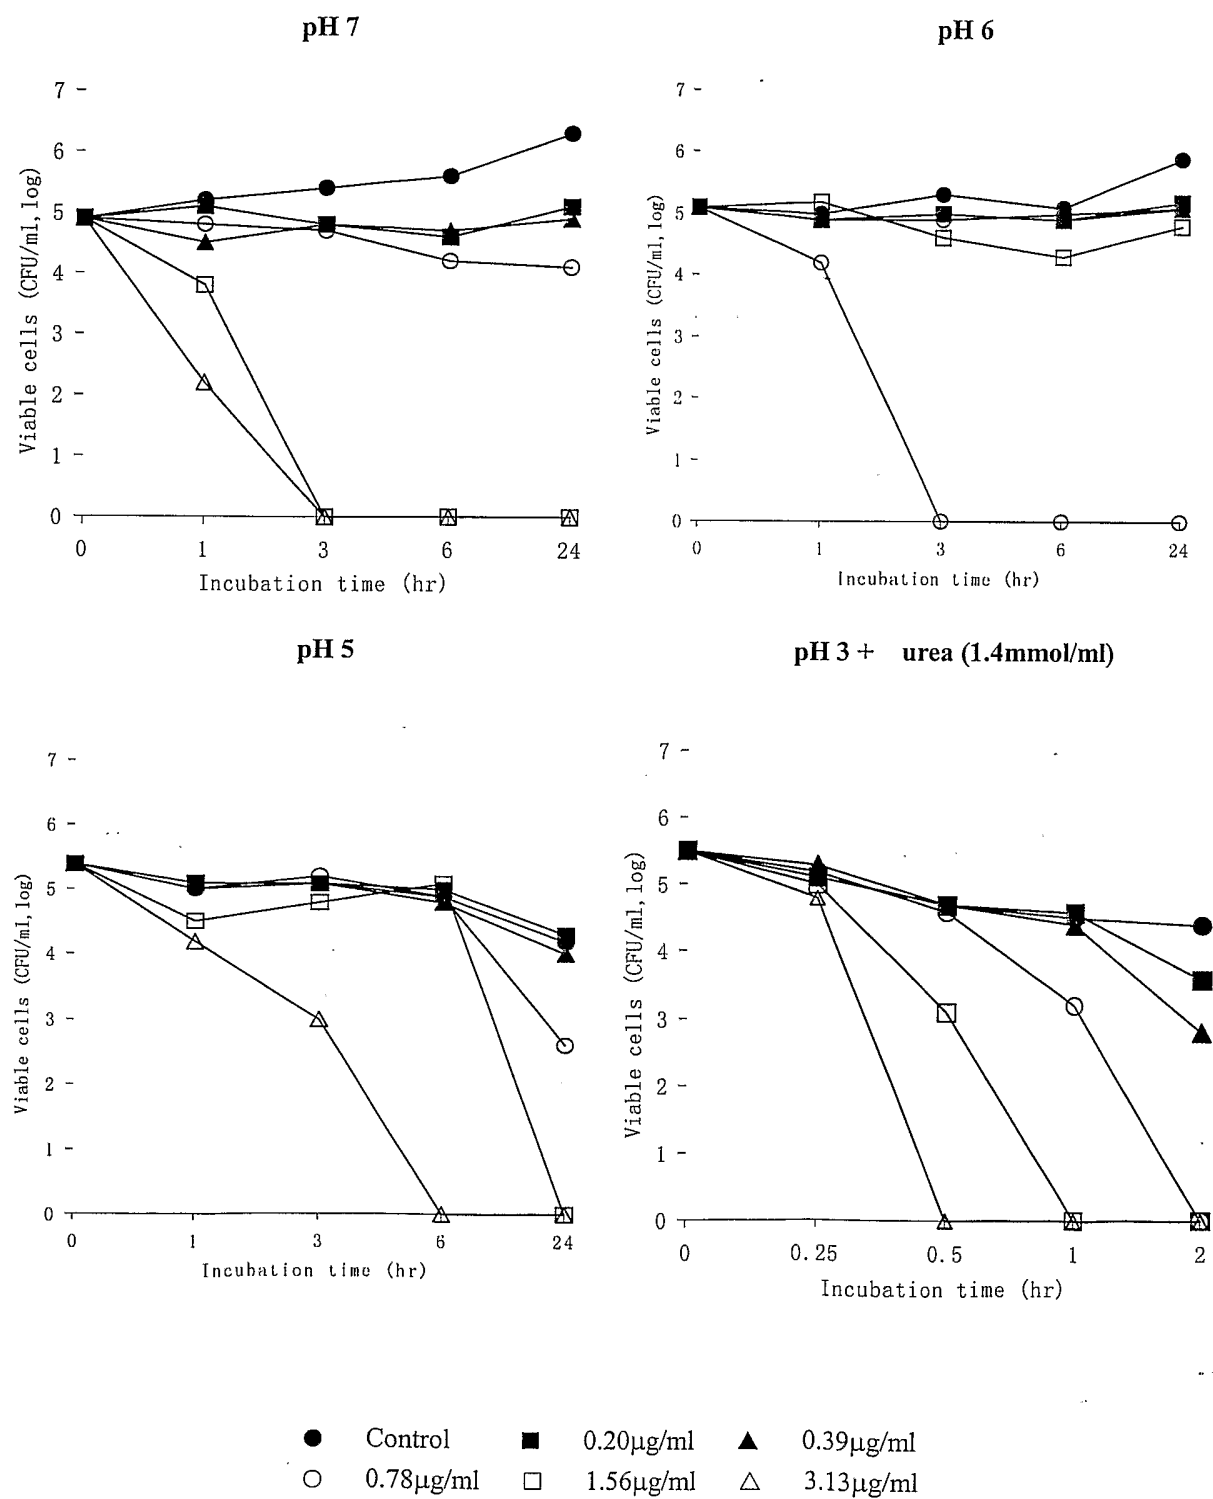 pH 7
7
6
5
4
3
2
1
0
Viable cells (CFU/ml, log)
0 1 3 6 24
Incubation time (hr)
pH 6
7
6
5
4
3
2
1
0
Viable cells (CFU/ml, log)
0 1 3 6 24
Incubation time (hr)
pH 5
7
6
5
4
3
2
1
0
Viable cells (CFU/ml, log)
0 1 3 6 24
Incubation time (hr)
pH 3 + urea (1.4mmol/ml)
7
6
5
4
3
2
1
0
Viable cells (CFU/ml, log)
0 0.25 0.5 1 2
Incubation time (hr)
Control 0.20µg/ml 0.39µg/ml
0.78µg/ml 1.56µg/ml 3.13µg/ml